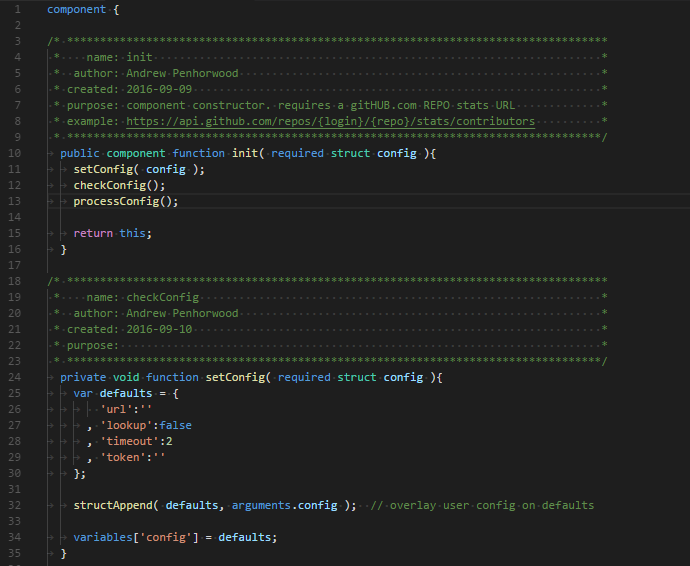 1 component {
2
3 /* **********************************************************************************
4 *    name: init                                                                     *
5 *  author: Andrew Penhorwood                                                        *
6 * created: 2016-09-09                                                               *
7 * purpose: component constructor. requires a gitHUB.com REPO stats URL              *
8 * example: https://api.github.com/repos/{login}/{repo}/stats/contributors           *
9 * **********************************************************************************/
10 public component function init( required struct config ){
11 setConfig( config );
12 checkConfig();
13 processConfig();
14
15 return this;
16 }
17
18 /* **********************************************************************************
19 *    name: checkConfig                                                              *
20 *  author: Andrew Penhorwood                                                        *
21 * created: 2016-09-10                                                               *
22 * purpose:                                                                          *
23 * **********************************************************************************/
24 private void function setConfig( required struct config ){
25 var defaults = {
26 'url':''
27 , 'lookup':false
28 , 'timeout':2
29 , 'token':''
30 };
31
32 structAppend( defaults, arguments.config );  // overlay user config on defaults
33
34 variables['config'] = defaults;
35 }